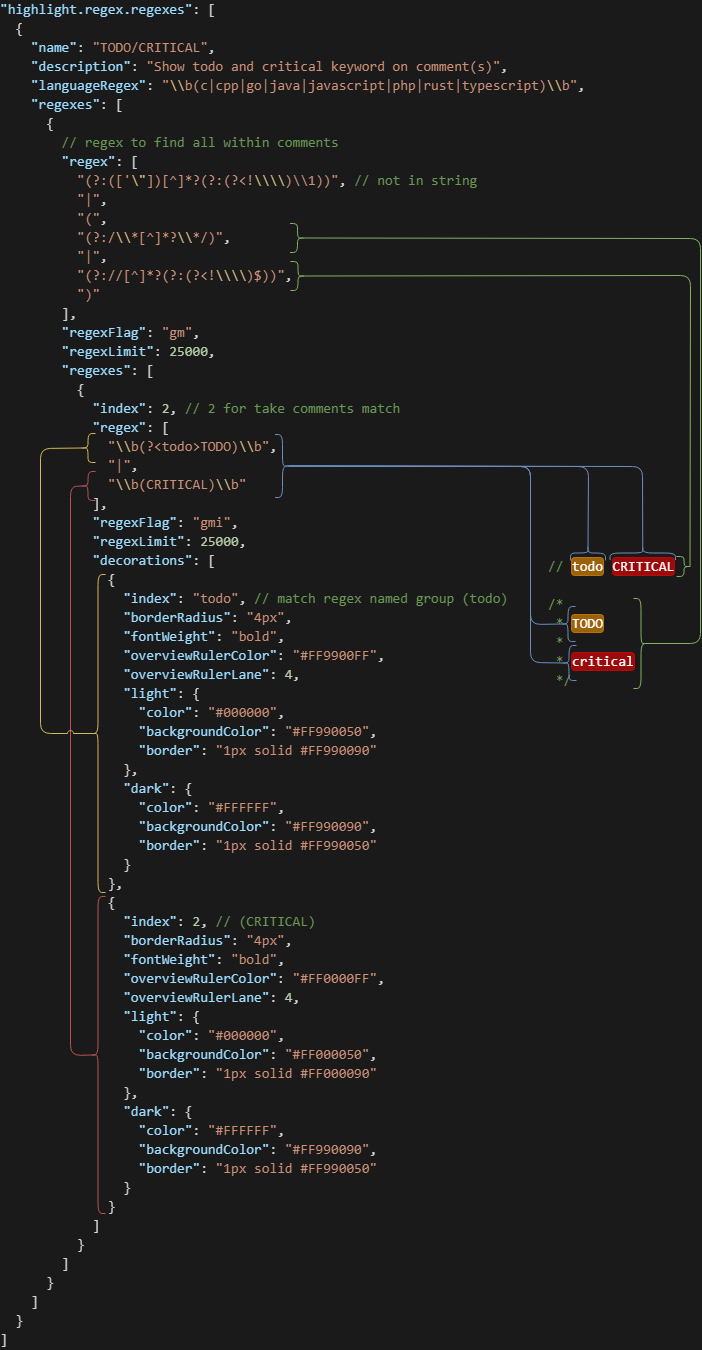 "highlight.regex.regexes": [
{
"name": "TODO/CRITICAL",
"description": "Show todo and critical keyword on comment(s)",
"languageRegex": "\\b(c|cpp|go|java|javascript|php|rust|typescript)\\b",
"regexes": [
{
// regex to find all within comments
"regex": [
"(?:(['\"])[^]*?(?:(?<!\\\\)\\1))", // not in string
"|",
"(",
"(?:/\\*[^]*?\\*/)",
"|",
"(?://[^]*?(?:(?<!\\\\)$))",
")"
],
"regexFlag": "gm",
"regexLimit": 25000,
"regexes": [
{
"index": 2, // 2 for take comments match
"regex": [
"\\b(?<todo>TODO)\\b",
"|",
"\\b(CRITICAL)\\b"
],
"regexFlag": "gmi",
"regexLimit": 25000,
"decorations": [
{
"index": "todo", // match regex named group (todo)
"borderRadius": "4px",
"fontWeight": "bold",
"overviewRulerColor": "#FF9900FF",
"overviewRulerLane": 4,
"light": {
"color": "#000000",
"backgroundColor": "#FF990050",
"border": "1px solid #FF990090"
},
"dark": {
"color": "#FFFFFF",
"backgroundColor": "#FF990090",
"border": "1px solid #FF990050"
}
},
{
"index": 2, // (CRITICAL)
"borderRadius": "4px",
"fontWeight": "bold",
"overviewRulerColor": "#FF0000FF",
"overviewRulerLane": 4,
"light": {
"color": "#000000",
"backgroundColor": "#FF000050",
"border": "1px solid #FF000090"
},
"dark": {
"color": "#FFFFFF",
"backgroundColor": "#FF990090",
"border": "1px solid #FF990050"
}
}
]
}
]
}
]
}
]
// todo CRITICAL
/*
* TODO
*
* critical
*/